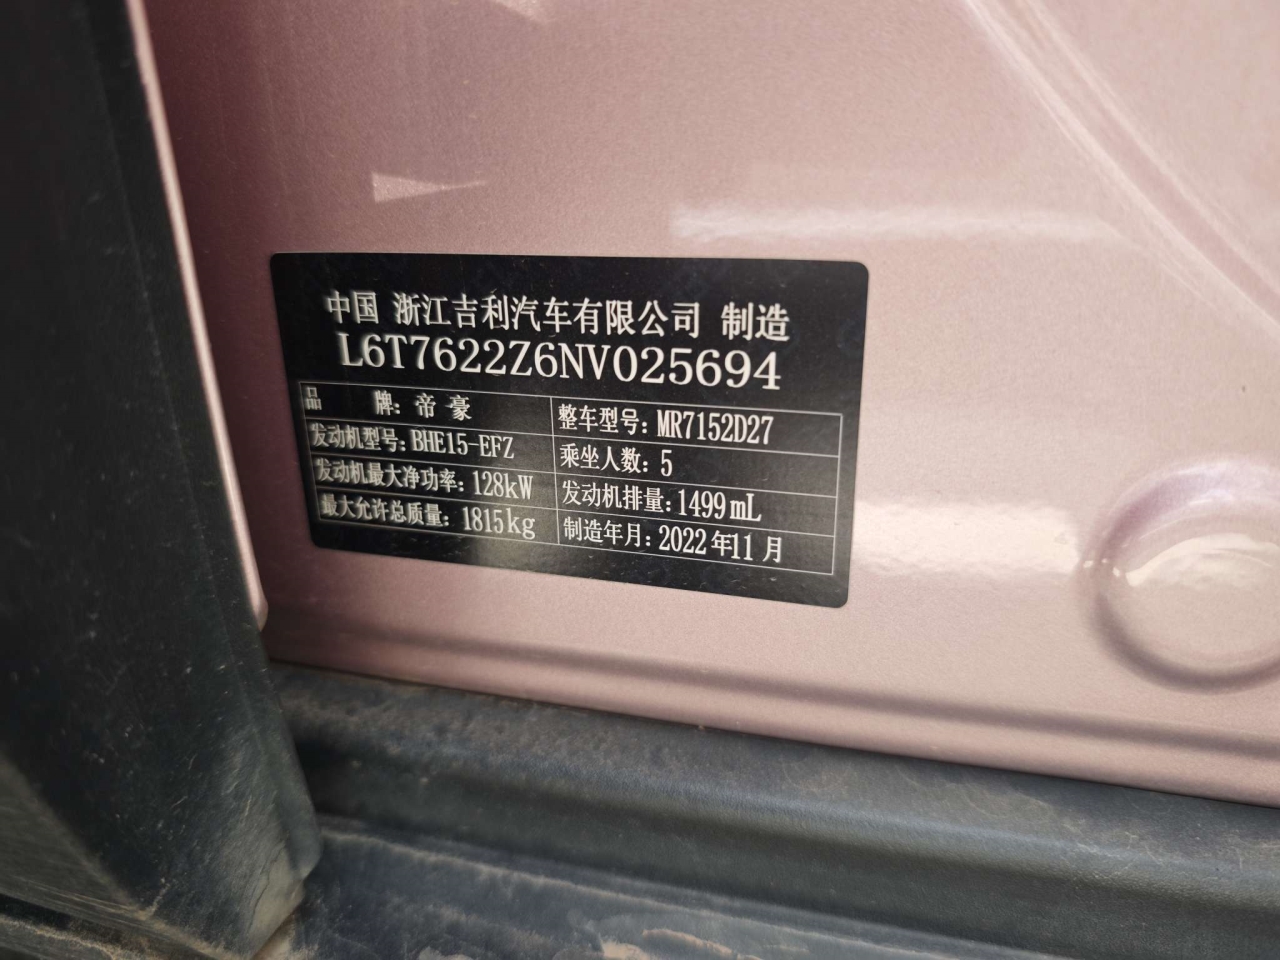 中国 浙江吉利汽车有限公司 制造
L6T7622Z6NV025694
品 牌: 帝豪 整车型号: MR7152D27
发动机型号: BHE15-EFZ 乘坐人数: 5
发动机最大净功率: 128kW 发动机排量: 1499mL
最大允许总质量: 1815kg 制造年月: 2022年11月